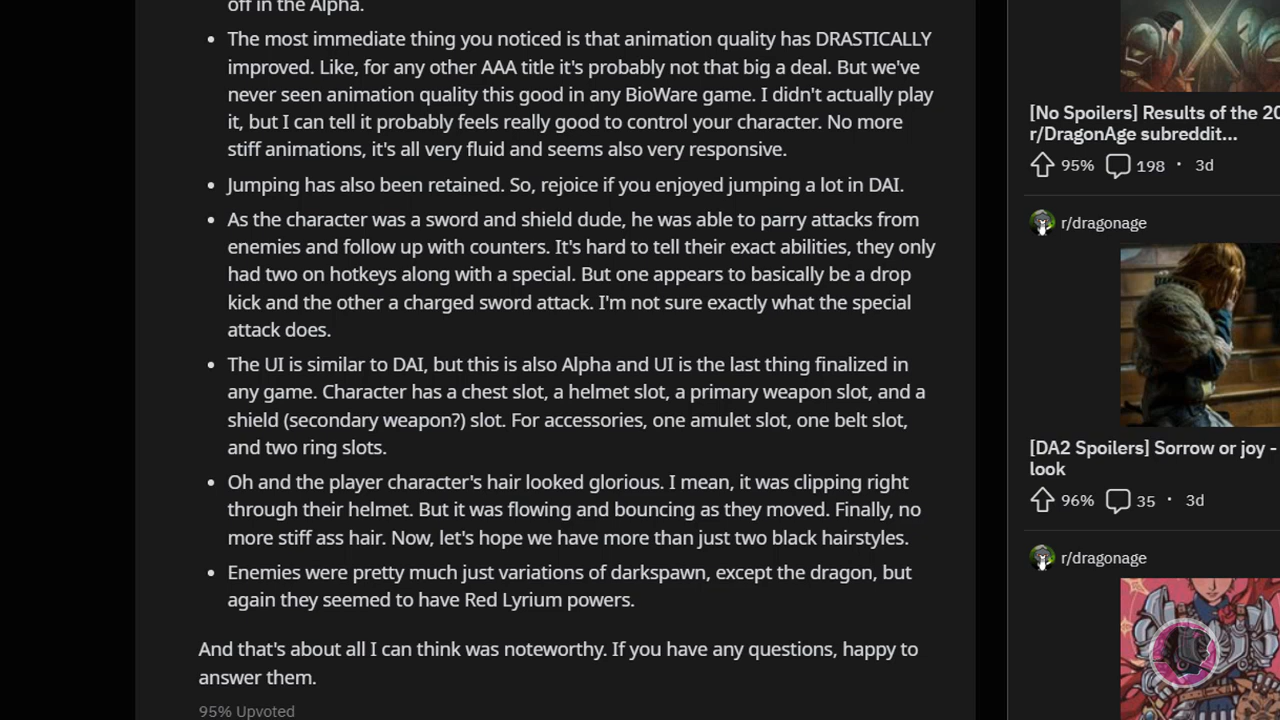 off in the Alpha.
The most immediate thing you noticed is that animation quality has DRASTICALLY
improved. Like, for any other AAA title it's probably not that big a deal. But we've
never seen animation quality this good in any BioWare game. I didn't actually play
it, but I can tell it probably feels really good to control your character. No more
stiff animations, it's all very fluid and seems also very responsive.
Jumping has also been retained. So, rejoice if you enjoyed jumping a lot in DAI.
As the character was a sword and shield dude, he was able to parry attacks from
enemies and follow up with counters. It's hard to tell their exact abilities, they only
had two on hotkeys along with a special. But one appears to basically be a drop
kick and the other a charged sword attack. I'm not sure exactly what the special
attack does.
The UI is similar to DAI, but this is also Alpha and UI is the last thing finalized in
any game. Character has a chest slot, a helmet slot, a primary weapon slot, and a
shield (secondary weapon?) slot. For accessories, one amulet slot, one belt slot,
and two ring slots.
Oh and the player character's hair looked glorious. I mean, it was clipping right
through their helmet. But it was flowing and bouncing as they moved. Finally, no
more stiff ass hair. Now, let's hope we have more than just two black hairstyles.
Enemies were pretty much just variations of darkspawn, except the dragon, but
again they seemed to have Red Lyrium powers.
And that's about all I can think was noteworthy. If you have any questions, happy to
answer them.
95% Upvoted
[No Spoilers] Results of the 20
r/DragonAge subreddit...
95% 198 · 3d
r/dragonage
[DA2 Spoilers] Sorrow or joy -
look
96% 35 · 3d
r/dragonage